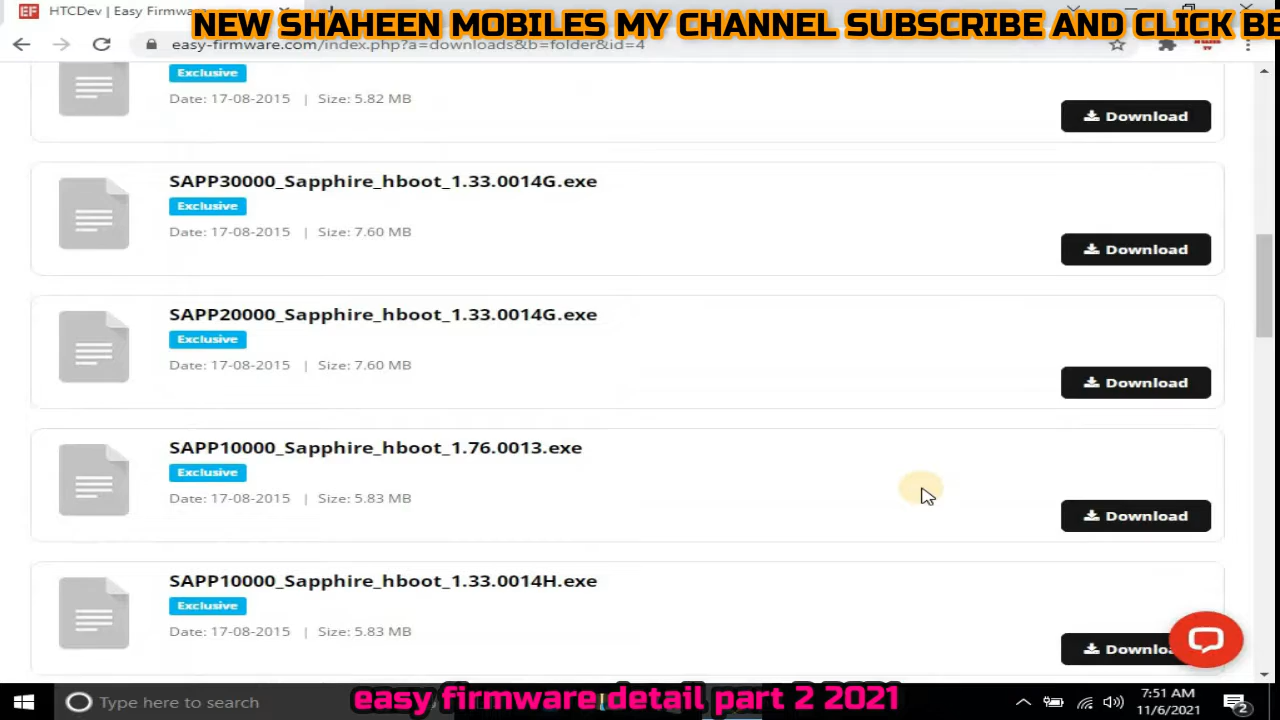 HTCDev | Easy Firmw
NEW SHAHEEN MOBILES MY CHANNEL SUBSCRIBE AND CLICK BE
easy-firmware.com/index.php?a=downloads&b=folder&id=4
Exclusive
Date: 17-08-2015 | Size: 5.82 MB
Download
SAPP30000_Sapphire_hboot_1.33.0014G.exe
Exclusive
Date: 17-08-2015 | Size: 7.60 MB
Download
SAPP20000_Sapphire_hboot_1.33.0014G.exe
Exclusive
Date: 17-08-2015 | Size: 7.60 MB
Download
SAPP10000_Sapphire_hboot_1.76.0013.exe
Exclusive
Date: 17-08-2015 | Size: 5.83 MB
Download
SAPP10000_Sapphire_hboot_1.33.0014H.exe
Exclusive
Date: 17-08-2015 | Size: 5.83 MB
Downlo
Type here to search
easy firmware detail part 2 2021
7:51 AM
11/6/2021
2